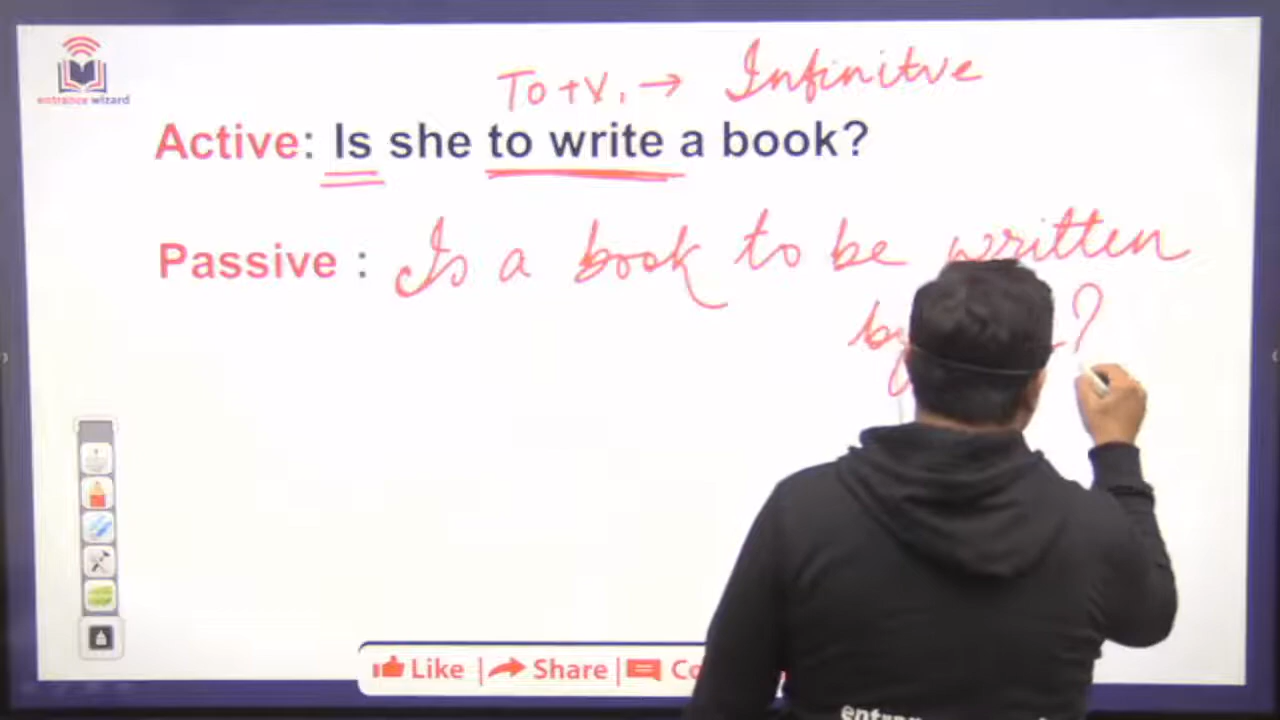 entrance wizard
To+V1 → Infinitve
Active: Is she to write a book?
Passive : Is a book to be written
by ?
Like | Share |